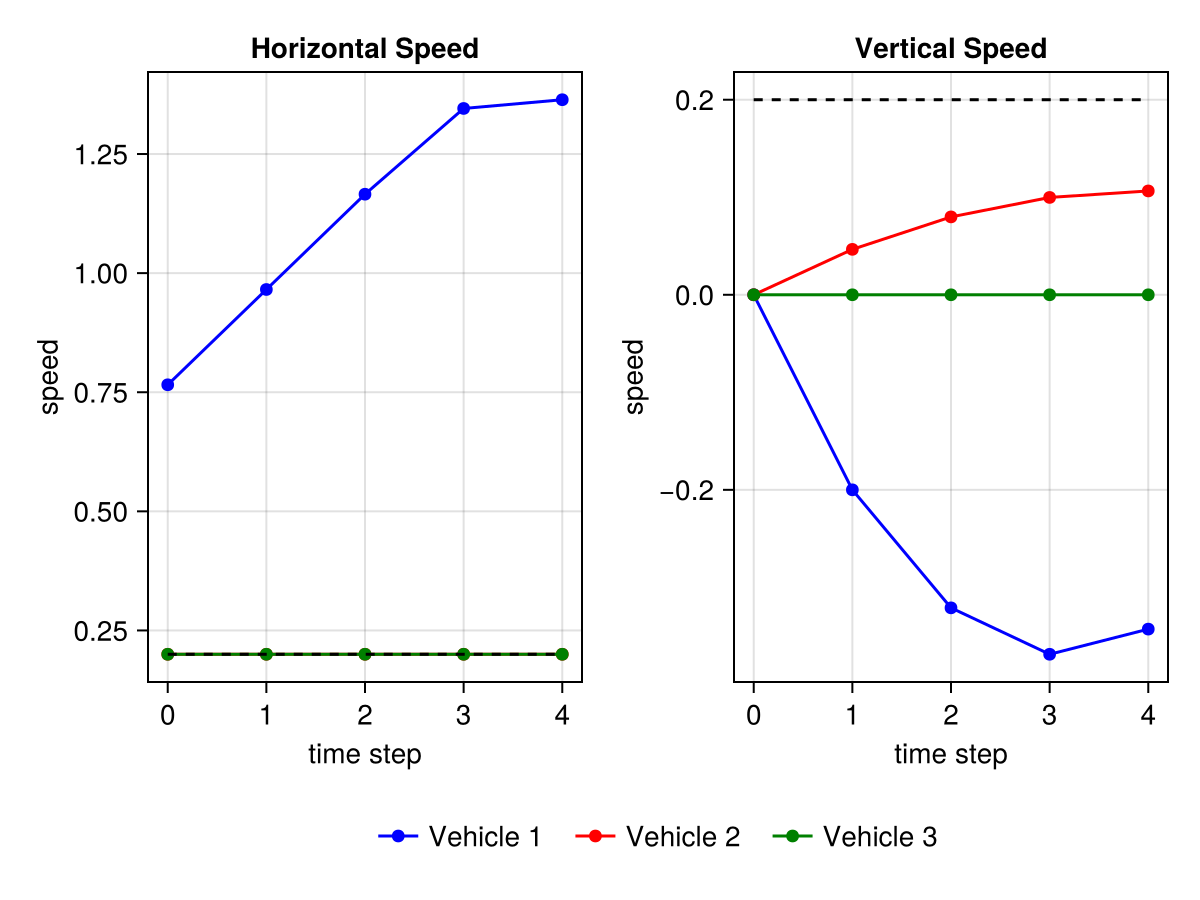 Horizontal Speed
1.25
1.00
0.75
0.50
0.25
speed
0 1 2 3 4
time step
Vertical Speed
0.2
0.0
−0.2
speed
0 1 2 3 4
time step
Vehicle 1 Vehicle 2 Vehicle 3